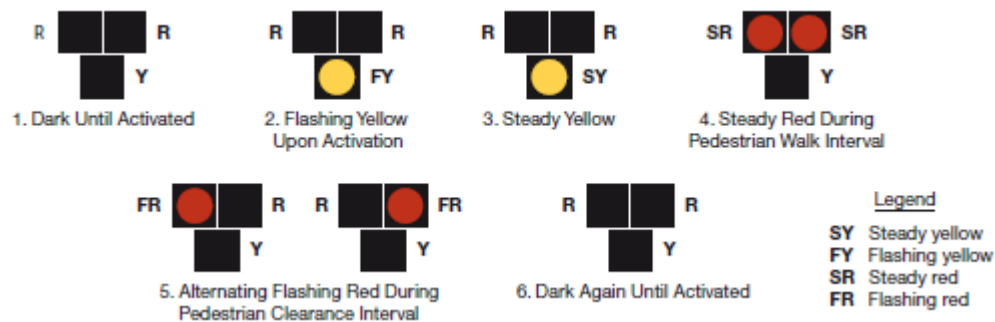 R R
Y
1. Dark Until Activated
R R
FY
2. Flashing Yellow
Upon Activation
R R
SY
3. Steady Yellow
SR SR
Y
4. Steady Red During
Pedestrian Walk Interval
FR R
Y
R FR
Y
5. Alternating Flashing Red During
Pedestrian Clearance Interval
R R
Y
6. Dark Again Until Activated
Legend
SY Steady yellow
FY Flashing yellow
SR Steady red
FR Flashing red